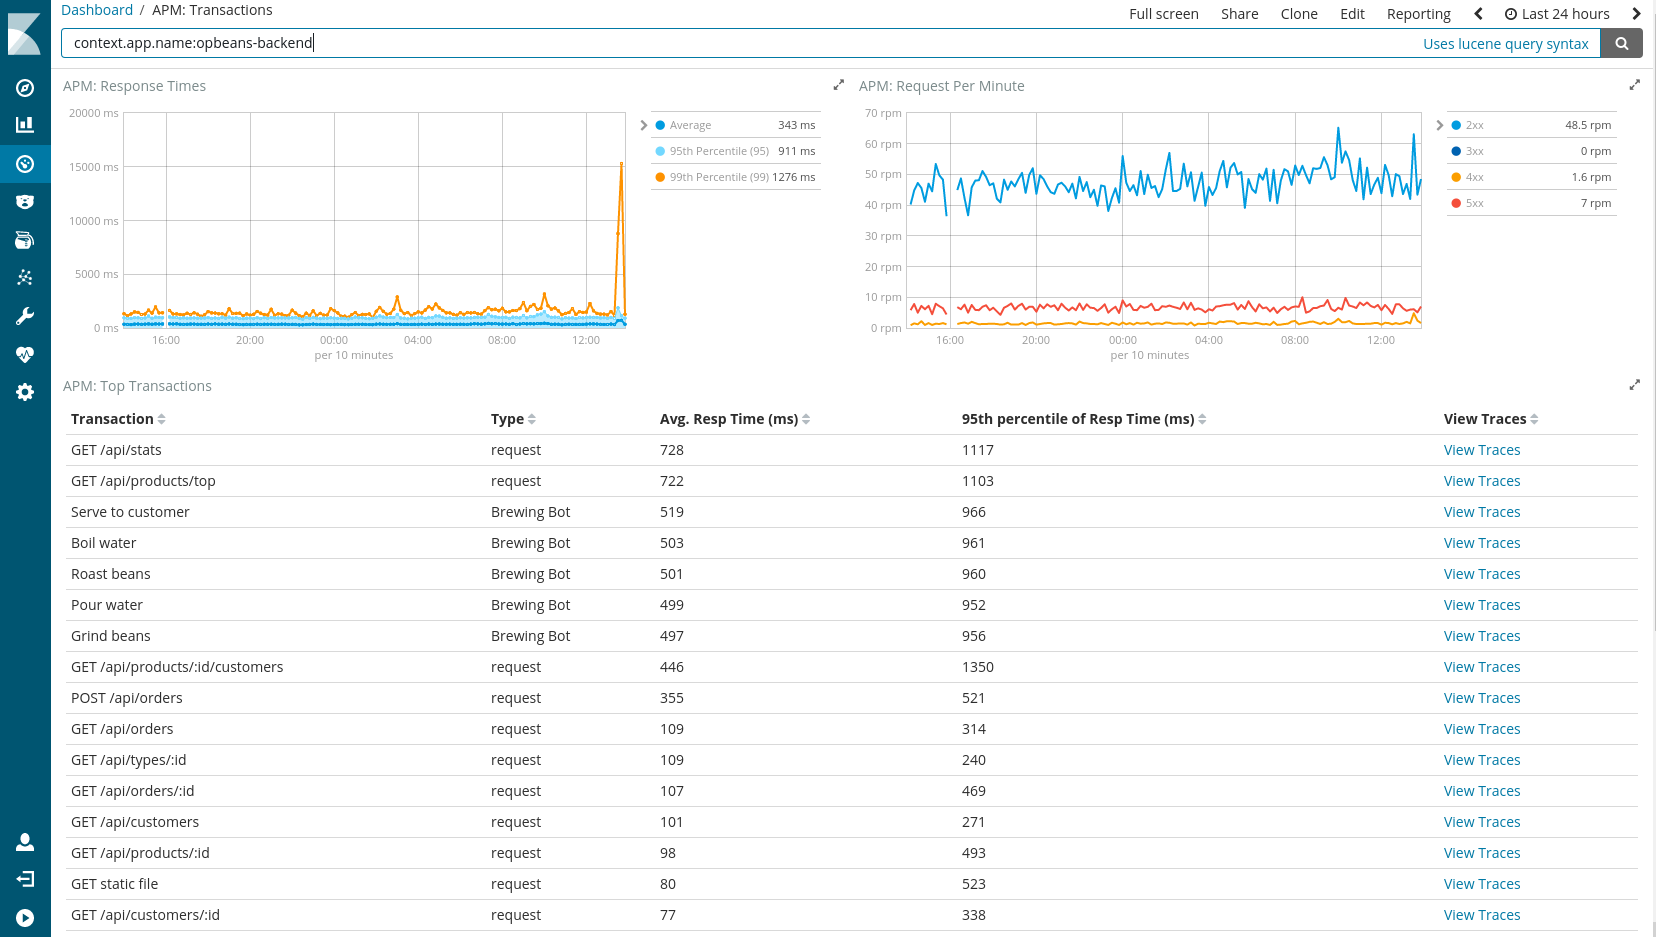 Dashboard / APM: Transactions
Full screen Share Clone Edit Reporting Last 24 hours
context.app.name:opbeans-backend
Uses lucene query syntax
APM: Response Times
20000 ms
15000 ms
10000 ms
5000 ms
0 ms
16:00 20:00 00:00 04:00 08:00 12:00
per 10 minutes
Average 343 ms
95th Percentile (95) 911 ms
99th Percentile (99) 1276 ms
APM: Request Per Minute
70 rpm
60 rpm
50 rpm
40 rpm
30 rpm
20 rpm
10 rpm
0 rpm
16:00 20:00 00:00 04:00 08:00 12:00
per 10 minutes
2xx 48.5 rpm
3xx 0 rpm
4xx 1.6 rpm
5xx 7 rpm
APM: Top Transactions
Transaction Type Avg. Resp Time (ms) 95th percentile of Resp Time (ms) View Traces
GET /api/stats request 728 1117 View Traces
GET /api/products/top request 722 1103 View Traces
Serve to customer Brewing Bot 519 966 View Traces
Boil water Brewing Bot 503 961 View Traces
Roast beans Brewing Bot 501 960 View Traces
Pour water Brewing Bot 499 952 View Traces
Grind beans Brewing Bot 497 956 View Traces
GET /api/products/:id/customers request 446 1350 View Traces
POST /api/orders request 355 521 View Traces
GET /api/orders request 109 314 View Traces
GET /api/types/:id request 109 240 View Traces
GET /api/orders/:id request 107 469 View Traces
GET /api/customers request 101 271 View Traces
GET /api/products/:id request 98 493 View Traces
GET static file request 80 523 View Traces
GET /api/customers/:id request 77 338 View Traces